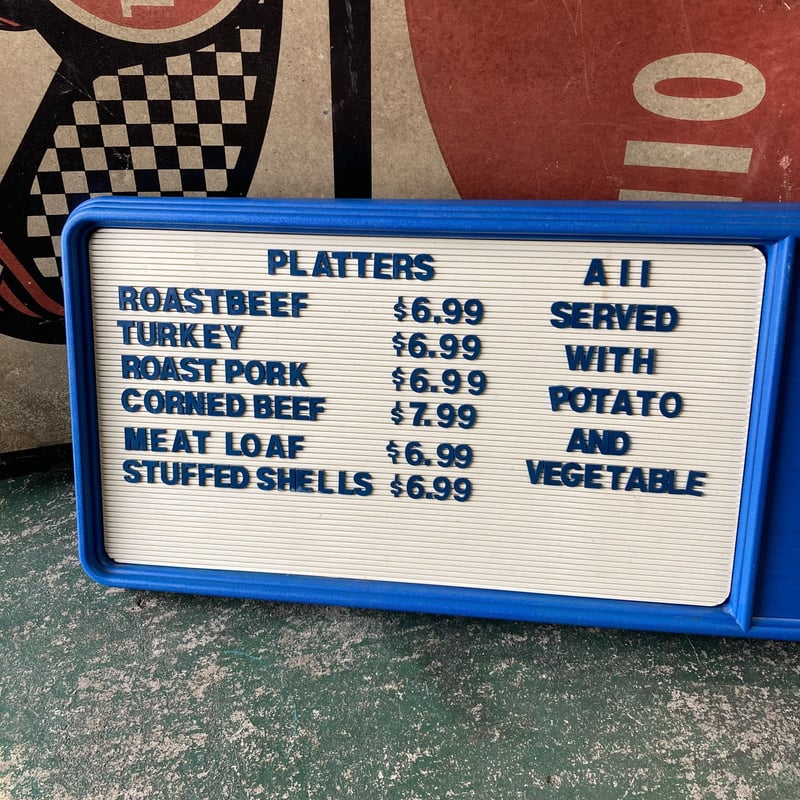 PLATTERS
ROASTBEEF $6.99
TURKEY $6.99
ROAST PORK $6.99
CORNED BEEF $7.99
MEAT LOAF $6.99
STUFFED SHELLS $6.99
All
SERVED
WITH
POTATO
AND
VEGETABLE